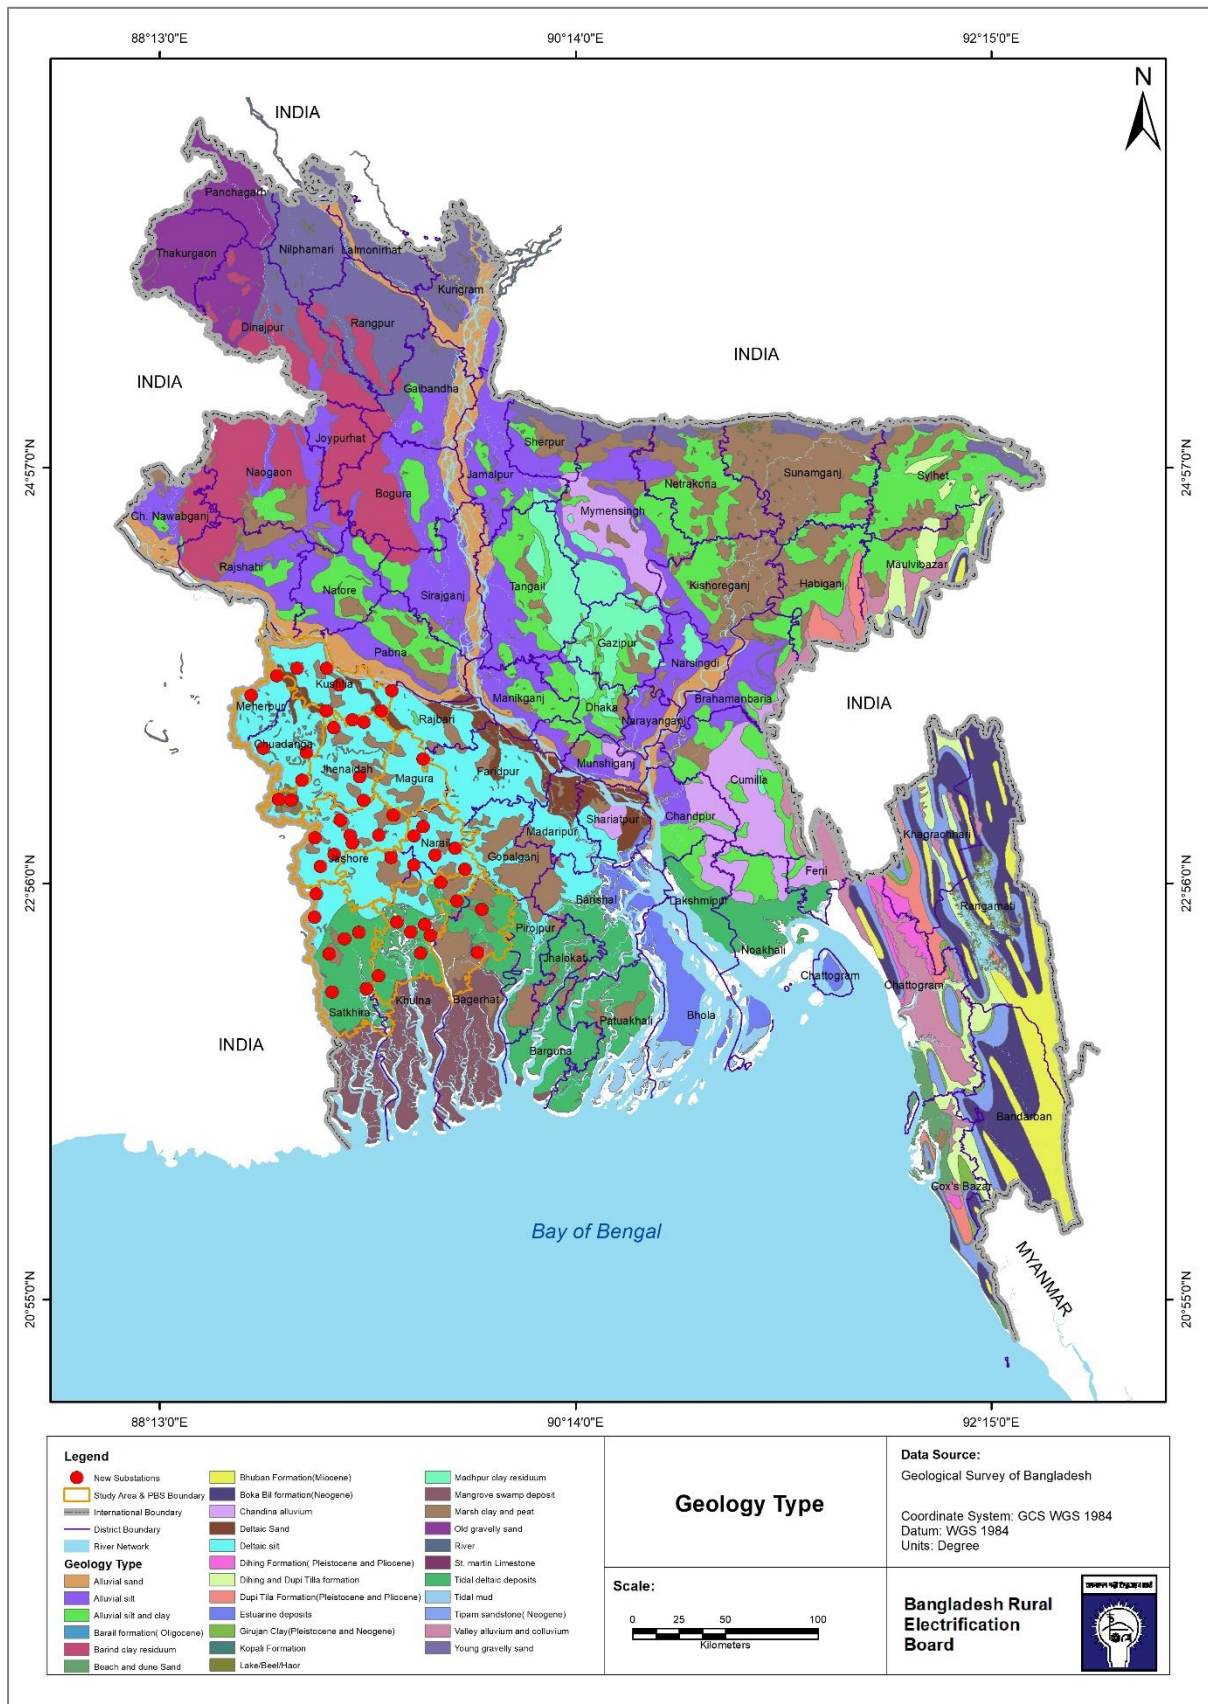 88°13'0"E
90°14'0"E
92°15'0"E
N
INDIA
Panchagarh
Thakurgaon
Nilphamari
Lalmonirhat
Kurigram
Dinajpur
Rangpur
INDIA
INDIA
Gaibandha
24°57'0"N
24°57'0"N
Joypurhat
Sherpur
Naogaon
Jamalpur
Netrakona
Sunamganj
Sylhet
Bogura
Ch. Nawabganj
Mymensingh
Rajshahi
Natore
Sirajganj
Tangail
Kishoreganj
Habiganj
Maulvibazar
Pabna
Gazipur
Narsingdi
Kushtia
Meherpur
Manikganj
Dhaka
Narayanganj
Brahamanbaria
INDIA
Rajbari
Chuadanga
Jhenaidah
Magura
Faridpur
Munshiganj
Cumilla
Shariatpur
Chandpur
Madaripur
Khagrachhari
Narail
Jashore
Gopalganj
Feni
22°56'0"N
22°56'0"N
Barishal
Lakshmipur
Rangamati
Pirojpur
Noakhali
Jhalokati
Chattogram
Chattogram
Khulna
Bagerhat
Satkhira
Patuakhali
Bhola
INDIA
Barguna
Bandarban
Cox's Bazar
Bay of Bengal
MYANMAR
20°55'0"N
20°55'0"N
88°13'0"E
90°14'0"E
92°15'0"E
Legend
New Substations
Study Area & PBS Boundary
International Boundary
District Boundary
River Network
Geology Type
Alluvial sand
Alluvial silt
Alluvial silt and clay
Barail formation( Oligocene)
Barind clay residuum
Beach and dune Sand
Bhuban Formation(Miocene)
Boka Bil formation(Neogene)
Chandina alluvium
Deltaic Sand
Deltaic silt
Dihing Formation( Pleistocene and Pliocene)
Dihing and Dupi Tilla formation
Dupi Tila Formation(Pleistocene and Pliocene)
Estuarine deposits
Girujan Clay(Pleistocene and Neogene)
Kopali Formation
Lake/Beel/Haor
Madhpur clay residuum
Mangrove swamp deposit
Marsh clay and peat
Old gravelly sand
River
St. martin Limestone
Tidal deltaic deposits
Tidal mud
Tipam sandstone( Neogene)
Valley alluvium and colluvium
Young gravelly sand
Geology Type
Scale:
0 25 50 100
Kilometers
Data Source:
Geological Survey of Bangladesh
Coordinate System: GCS WGS 1984
Datum: WGS 1984
Units: Degree
Bangladesh Rural
Electrification
Board